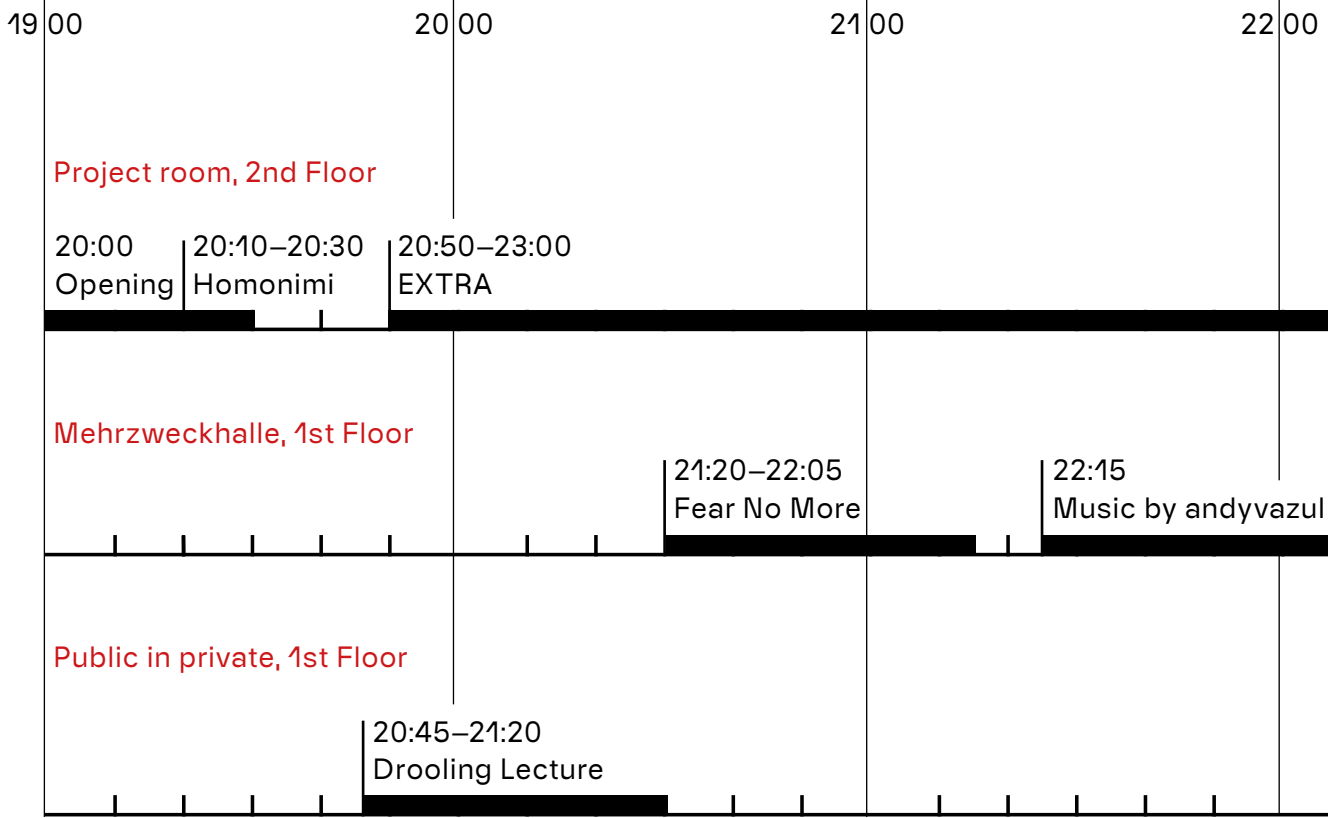 19 00 20 00 21 00 22 00
Project room, 2nd Floor
20:00 20:10–20:30 20:50–23:00
Opening Homonimi EXTRA
Mehrzweckhalle, 1st Floor
21:20–22:05 22:15
Fear No More Music by andyvazul
Public in private, 1st Floor
20:45–21:20
Drooling Lecture